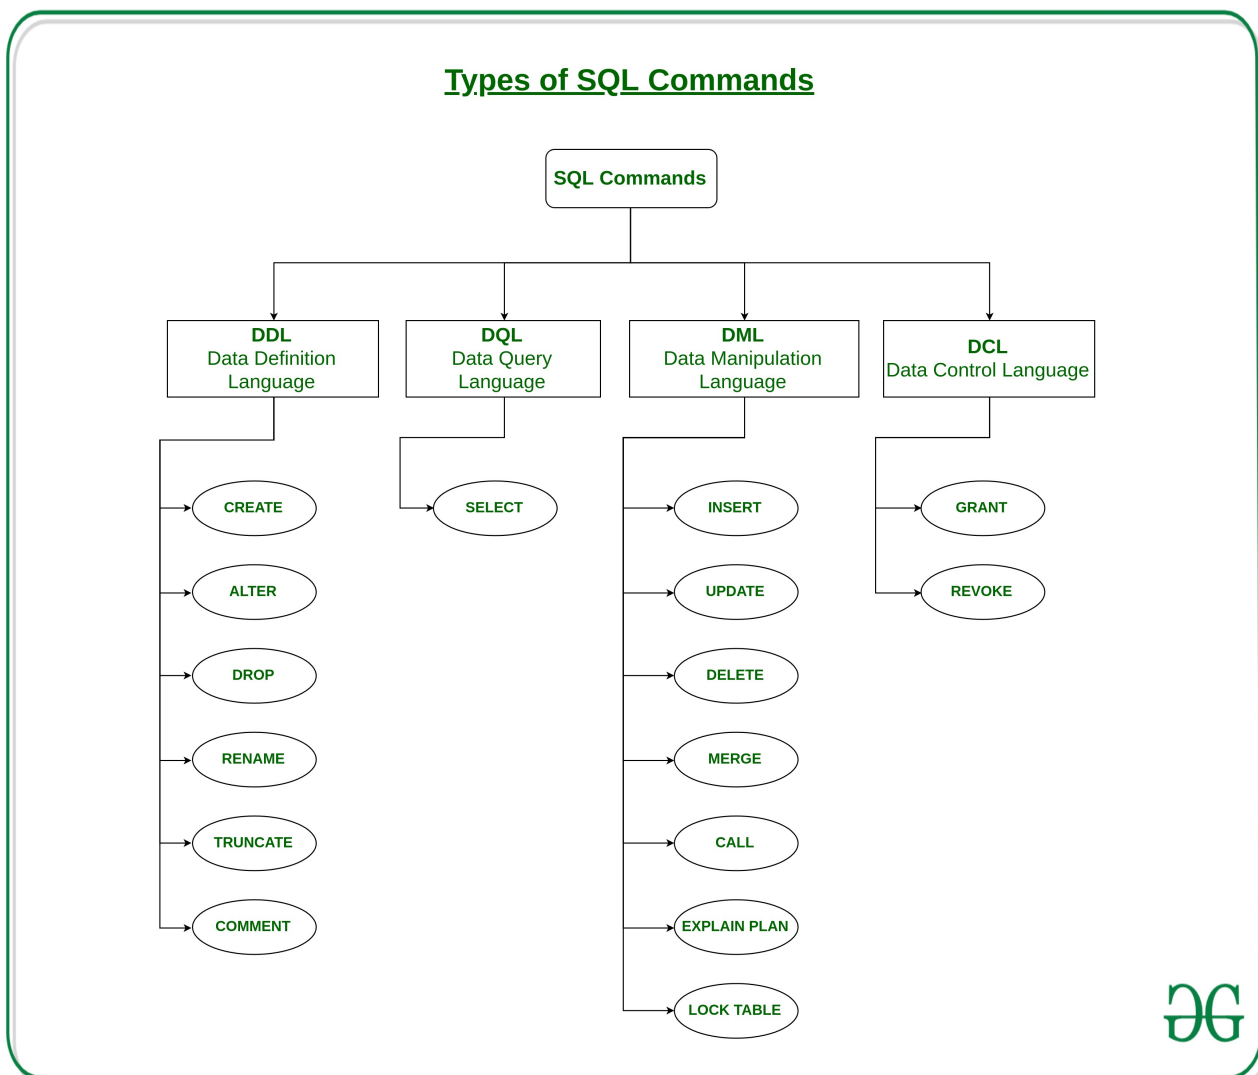 Types of SQL Commands
SQL Commands
DDL
Data Definition
Language
DQL
Data Query
Language
DML
Data Manipulation
Language
DCL
Data Control Language
CREATE
ALTER
DROP
RENAME
TRUNCATE
COMMENT
SELECT
INSERT
UPDATE
DELETE
MERGE
CALL
EXPLAIN PLAN
LOCK TABLE
GRANT
REVOKE